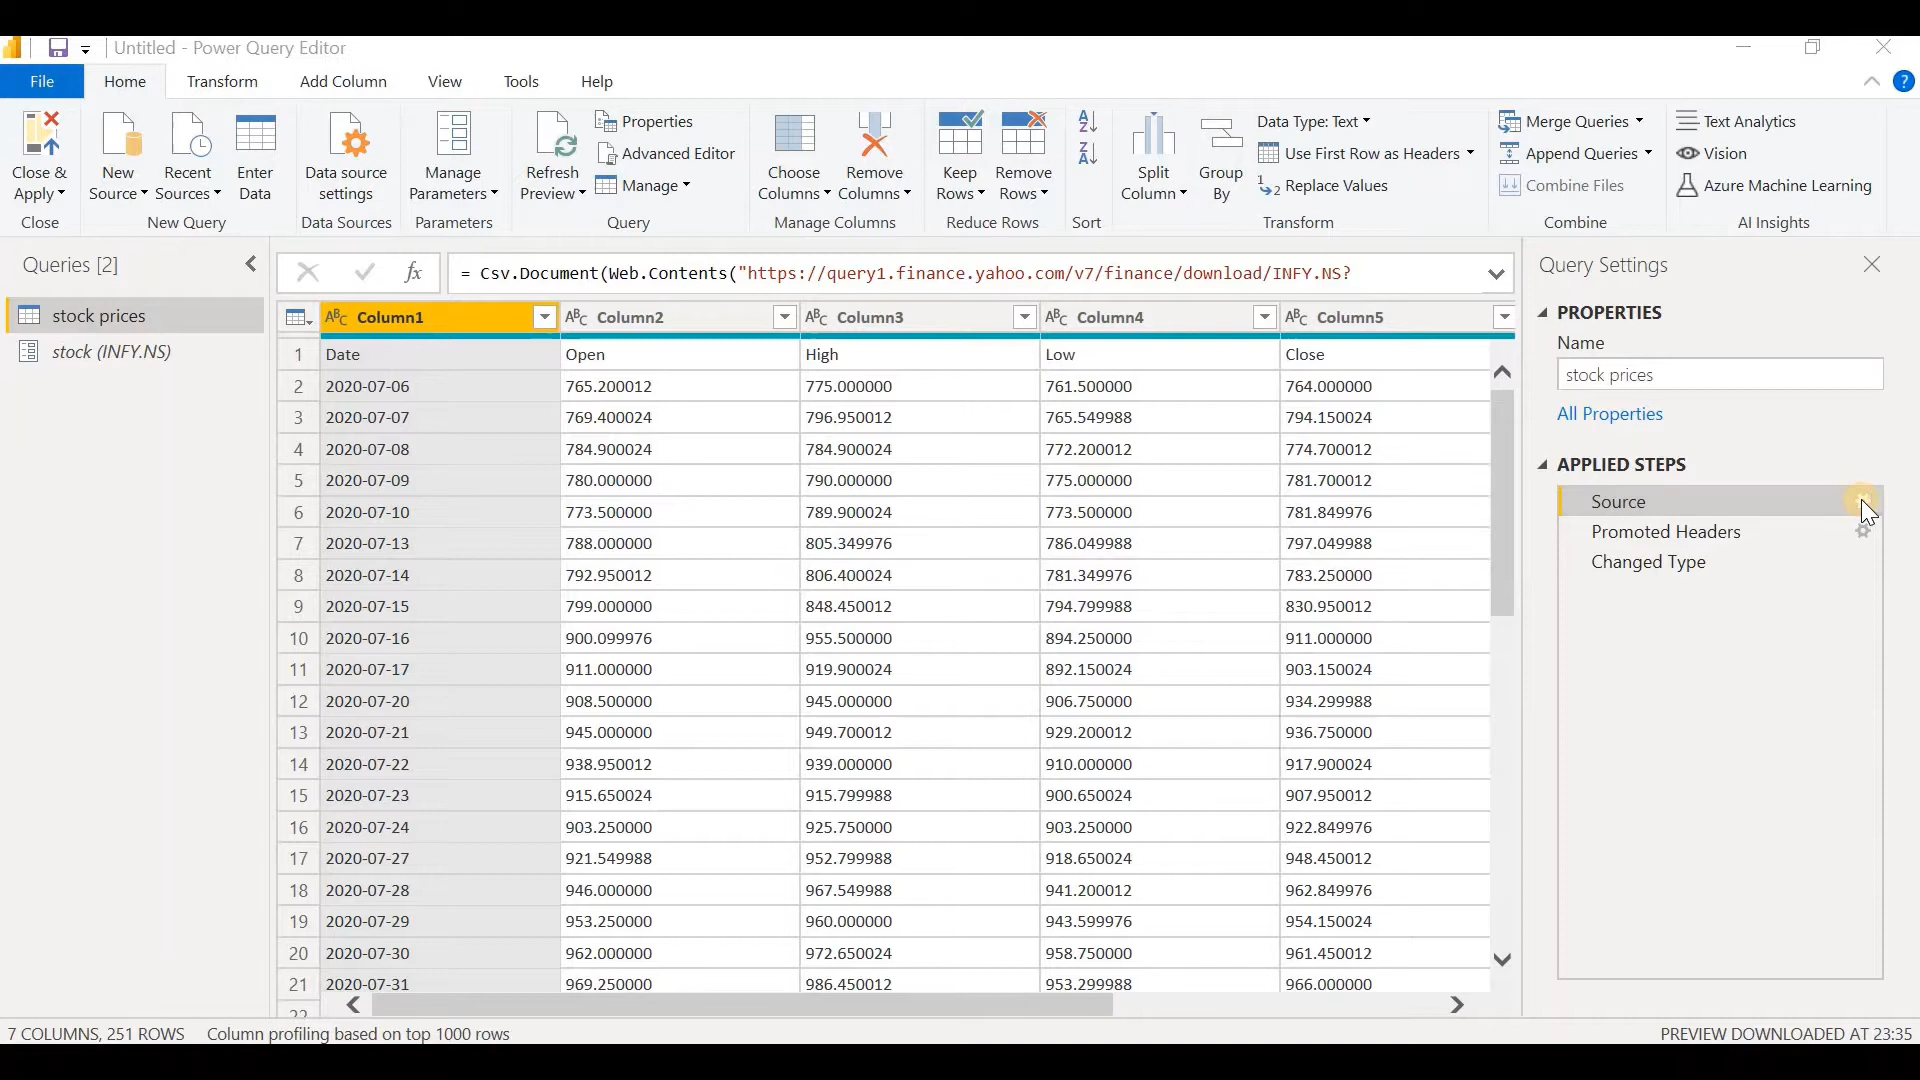 Untitled - Power Query Editor
File Home Transform Add Column View Tools Help
Close & Apply
Close
New Source
Recent Sources
Enter Data
New Query
Data source settings
Data Sources
Manage Parameters
Parameters
Refresh Preview
Properties
Advanced Editor
Manage
Query
Choose Columns
Remove Columns
Manage Columns
Keep Rows
Remove Rows
Reduce Rows
A Z
Z A
Sort
Split Column
Group By
Data Type: Text
Use First Row as Headers
1 2 Replace Values
Transform
Merge Queries
Append Queries
Combine Files
Combine
Text Analytics
Vision
Azure Machine Learning
AI Insights
?
Queries [2]
stock prices
stock (INFY.NS)
fx = Csv.Document(Web.Contents("https://query1.finance.yahoo.com/v7/finance/download/INFY.NS?
ABC Column1 ABC Column2 ABC Column3 ABC Column4 ABC Column5
1 Date Open High Low Close
2 2020-07-06 765.200012 775.000000 761.500000 764.000000
3 2020-07-07 769.400024 796.950012 765.549988 794.150024
4 2020-07-08 784.900024 784.900024 772.200012 774.700012
5 2020-07-09 780.000000 790.000000 775.000000 781.700012
6 2020-07-10 773.500000 789.900024 773.500000 781.849976
7 2020-07-13 788.000000 805.349976 786.049988 797.049988
8 2020-07-14 792.950012 806.400024 781.349976 783.250000
9 2020-07-15 799.000000 848.450012 794.799988 830.950012
10 2020-07-16 900.099976 955.500000 894.250000 911.000000
11 2020-07-17 911.000000 919.900024 892.150024 903.150024
12 2020-07-20 908.500000 945.000000 906.750000 934.299988
13 2020-07-21 945.000000 949.700012 929.200012 936.750000
14 2020-07-22 938.950012 939.000000 910.000000 917.900024
15 2020-07-23 915.650024 915.799988 900.650024 907.950012
16 2020-07-24 903.250000 925.750000 903.250000 922.849976
17 2020-07-27 921.549988 952.799988 918.650024 948.450012
18 2020-07-28 946.000000 967.549988 941.200012 962.849976
19 2020-07-29 953.250000 960.000000 943.599976 954.150024
20 2020-07-30 962.000000 972.650024 958.750000 961.450012
21 2020-07-31 969.250000 986.450012 953.299988 966.000000
22
Query Settings
PROPERTIES
Name
stock prices
All Properties
APPLIED STEPS
Source
Promoted Headers
Changed Type
7 COLUMNS, 251 ROWS Column profiling based on top 1000 rows
PREVIEW DOWNLOADED AT 23:35